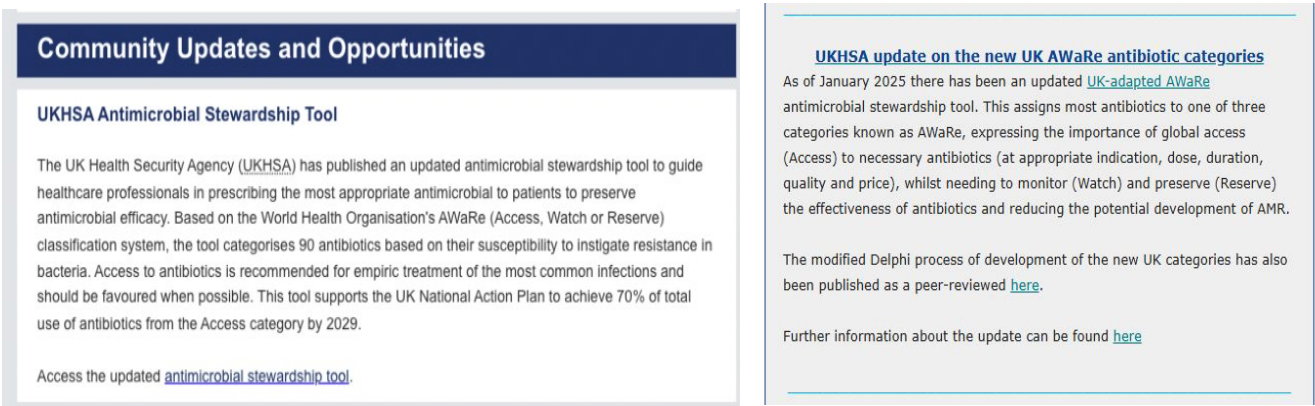 Community Updates and Opportunities
UKHSA Antimicrobial Stewardship Tool
The UK Health Security Agency (UKHSA) has published an updated antimicrobial stewardship tool to guide
healthcare professionals in prescribing the most appropriate antimicrobial to patients to preserve
antimicrobial efficacy. Based on the World Health Organisation's AWaRe (Access, Watch or Reserve)
classification system, the tool categorises 90 antibiotics based on their susceptibility to instigate resistance in
bacteria. Access to antibiotics is recommended for empiric treatment of the most common infections and
should be favoured when possible. This tool supports the UK National Action Plan to achieve 70% of total
use of antibiotics from the Access category by 2029.
Access the updated antimicrobial stewardship tool.
UKHSA update on the new UK AWaRe antibiotic categories
As of January 2025 there has been an updated UK-adapted AWaRe
antimicrobial stewardship tool. This assigns most antibiotics to one of three
categories known as AWaRe, expressing the importance of global access
(Access) to necessary antibiotics (at appropriate indication, dose, duration,
quality and price), whilst needing to monitor (Watch) and preserve (Reserve)
the effectiveness of antibiotics and reducing the potential development of AMR.
The modified Delphi process of development of the new UK categories has also
been published as a peer-reviewed here.
Further information about the update can be found here